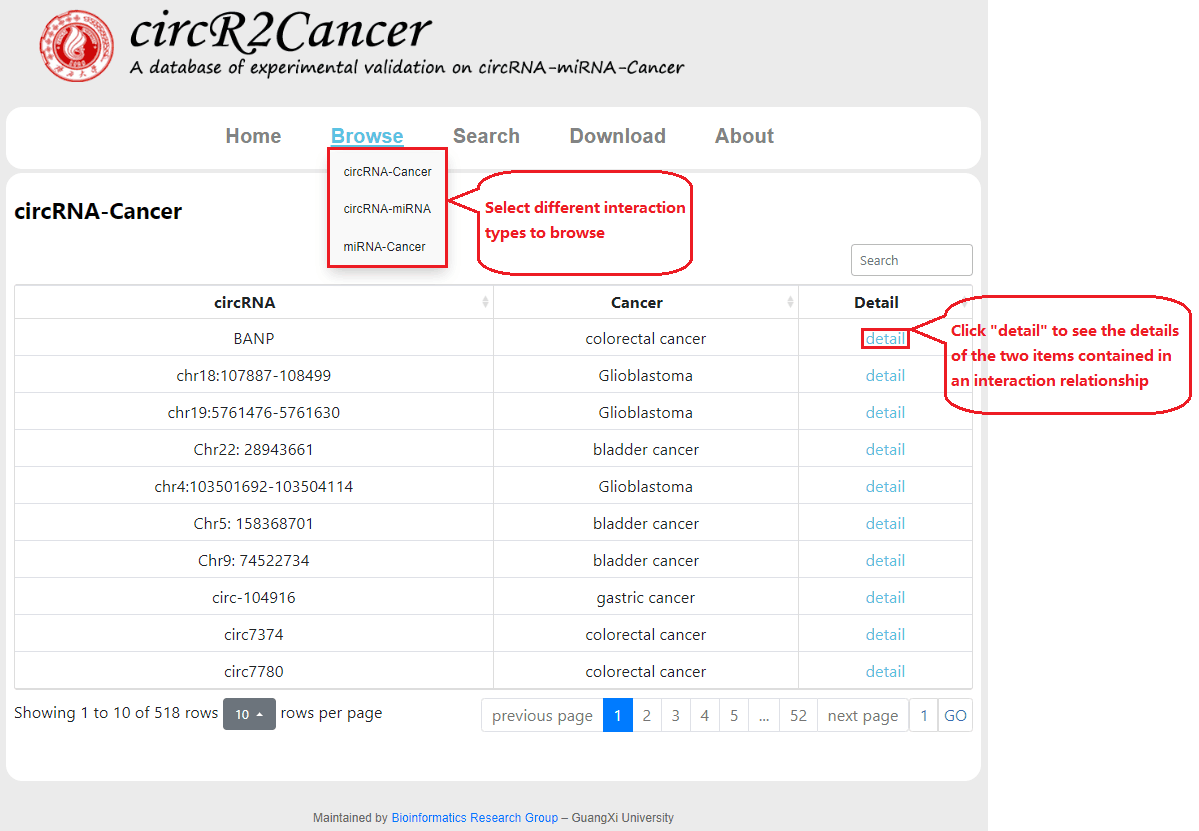 circR2Cancer
A database of experimental validation on circRNA-miRNA-Cancer
Home Browse Search Download About
circRNA-Cancer
circRNA-miRNA
miRNA-Cancer
Select different interaction
types to browse
circRNA-Cancer
Search
circRNA Cancer Detail
BANP colorectal cancer detail
chr18:107887-108499 Glioblastoma detail
chr19:5761476-5761630 Glioblastoma detail
Chr22: 28943661 bladder cancer detail
chr4:103501692-103504114 Glioblastoma detail
Chr5: 158368701 bladder cancer detail
Chr9: 74522734 bladder cancer detail
circ-104916 gastric cancer detail
circ7374 colorectal cancer detail
circ7780 colorectal cancer detail
Click "detail" to see the details
of the two items contained in
an interaction relationship
Showing 1 to 10 of 518 rows 10 rows per page previous page 1 2 3 4 5 ... 52 next page 1 GO
Maintained by Bioinformatics Research Group – GuangXi University